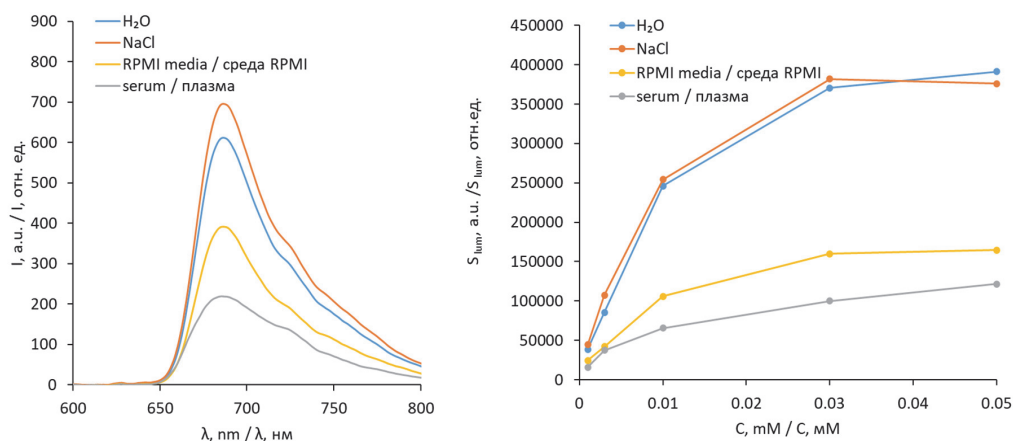 900
800
700
600
500
400
300
200
100
0
600
650
700
750
800
I, a.u. / I, отн. ед.
λ, nm / λ, нм
H₂O
NaCl
RPMI media / среда RPMI
serum / плазма
450000
400000
350000
300000
250000
200000
150000
100000
50000
0
0
0.01
0.02
0.03
0.04
0.05
S lum, a.u. /S lum, отн.ед.
C, mM / C, мМ
H₂O
NaCl
RPMI media / среда RPMI
serum / плазма